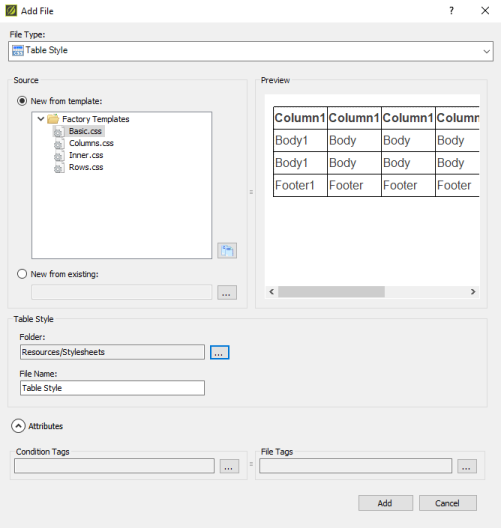 Add File
File Type:
Table Style
Source
New from template:
Factory Templates
Basic.css
Columns.css
Inner.css
Rows.css
New from existing:
...
Preview
Column1 Column1 Column1 Column1
Body1 Body Body Body
Body1 Body Body Body
Footer1 Footer Footer Footer
Table Style
Folder:
Resources/Stylesheets
...
File Name:
Table Style
Attributes
Condition Tags
...
File Tags
...
Add Cancel